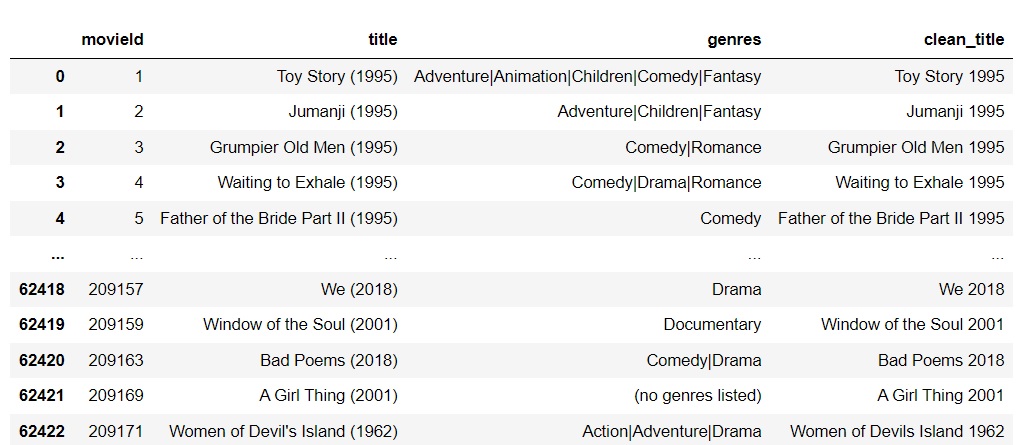 movieId title genres clean_title
0 1 Toy Story (1995) Adventure|Animation|Children|Comedy|Fantasy Toy Story 1995
1 2 Jumanji (1995) Adventure|Children|Fantasy Jumanji 1995
2 3 Grumpier Old Men (1995) Comedy|Romance Grumpier Old Men 1995
3 4 Waiting to Exhale (1995) Comedy|Drama|Romance Waiting to Exhale 1995
4 5 Father of the Bride Part II (1995) Comedy Father of the Bride Part II 1995
... ... ... ... ...
62418 209157 We (2018) Drama We 2018
62419 209159 Window of the Soul (2001) Documentary Window of the Soul 2001
62420 209163 Bad Poems (2018) Comedy|Drama Bad Poems 2018
62421 209169 A Girl Thing (2001) (no genres listed) A Girl Thing 2001
62422 209171 Women of Devil's Island (1962) Action|Adventure|Drama Women of Devils Island 1962